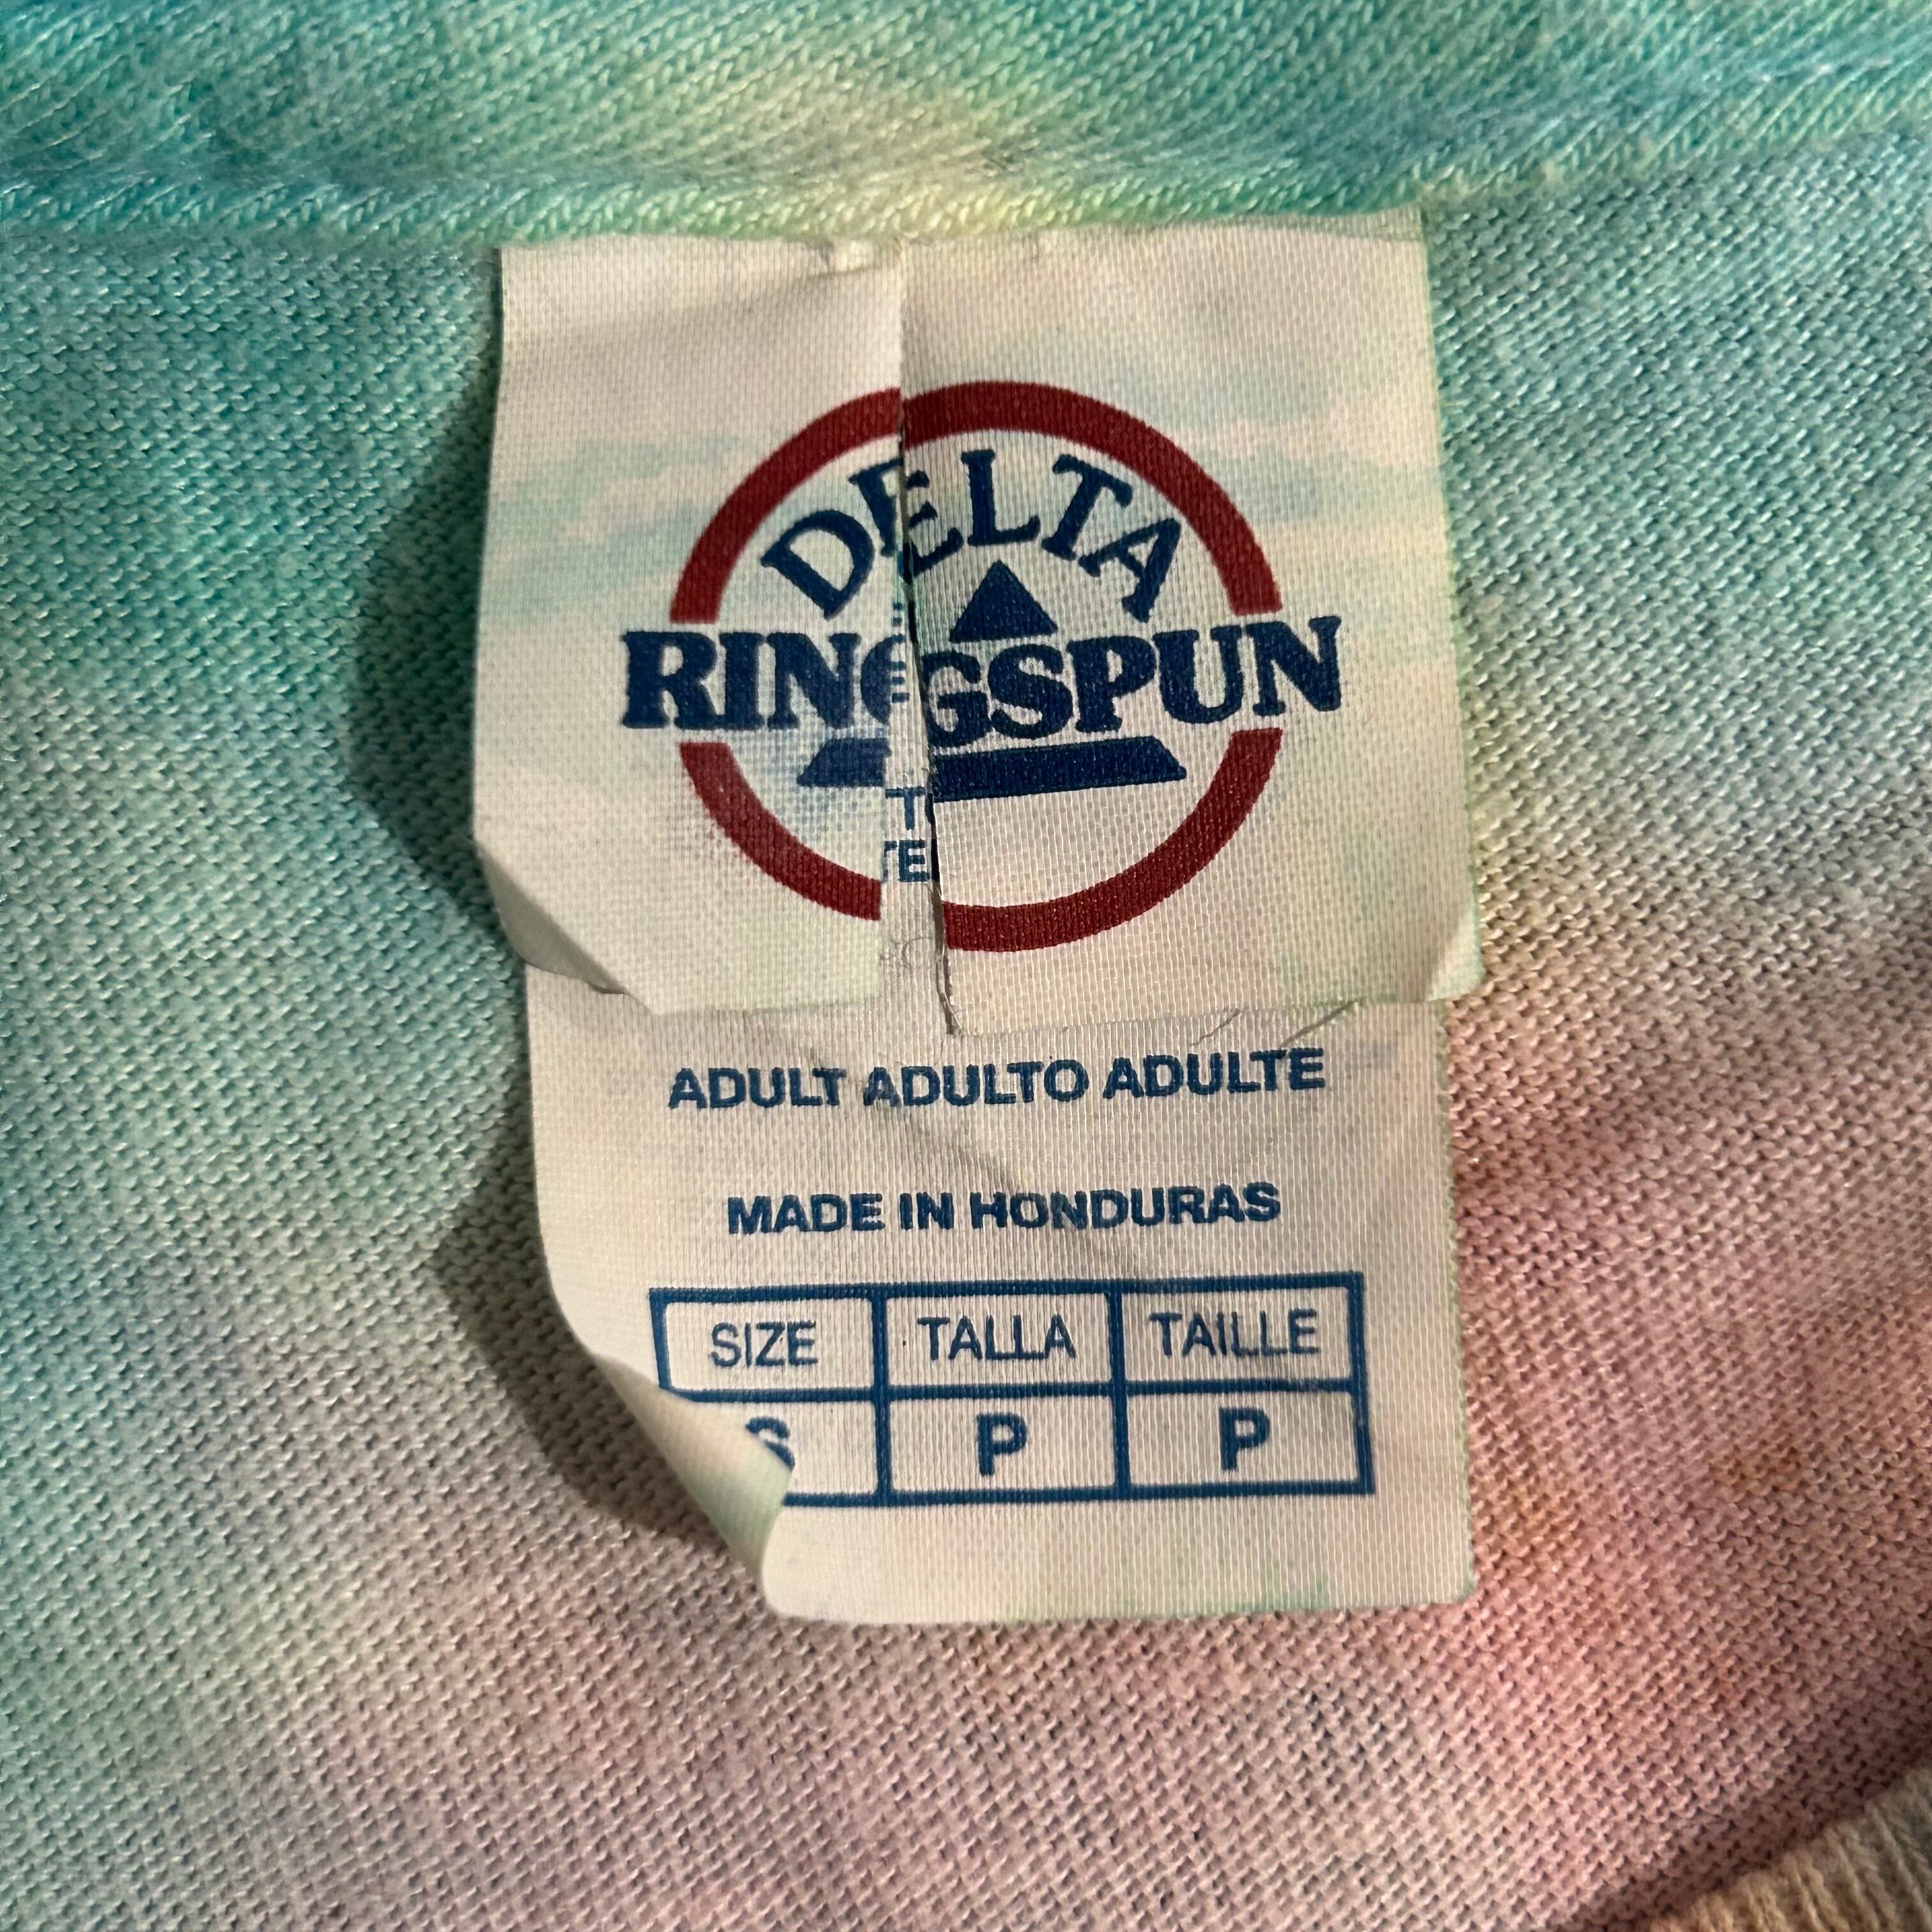 DELTA
RINGSPUN
ADULT ADULTO ADULTE
MADE IN HONDURAS
SIZE TALLA TAILLE
S P P